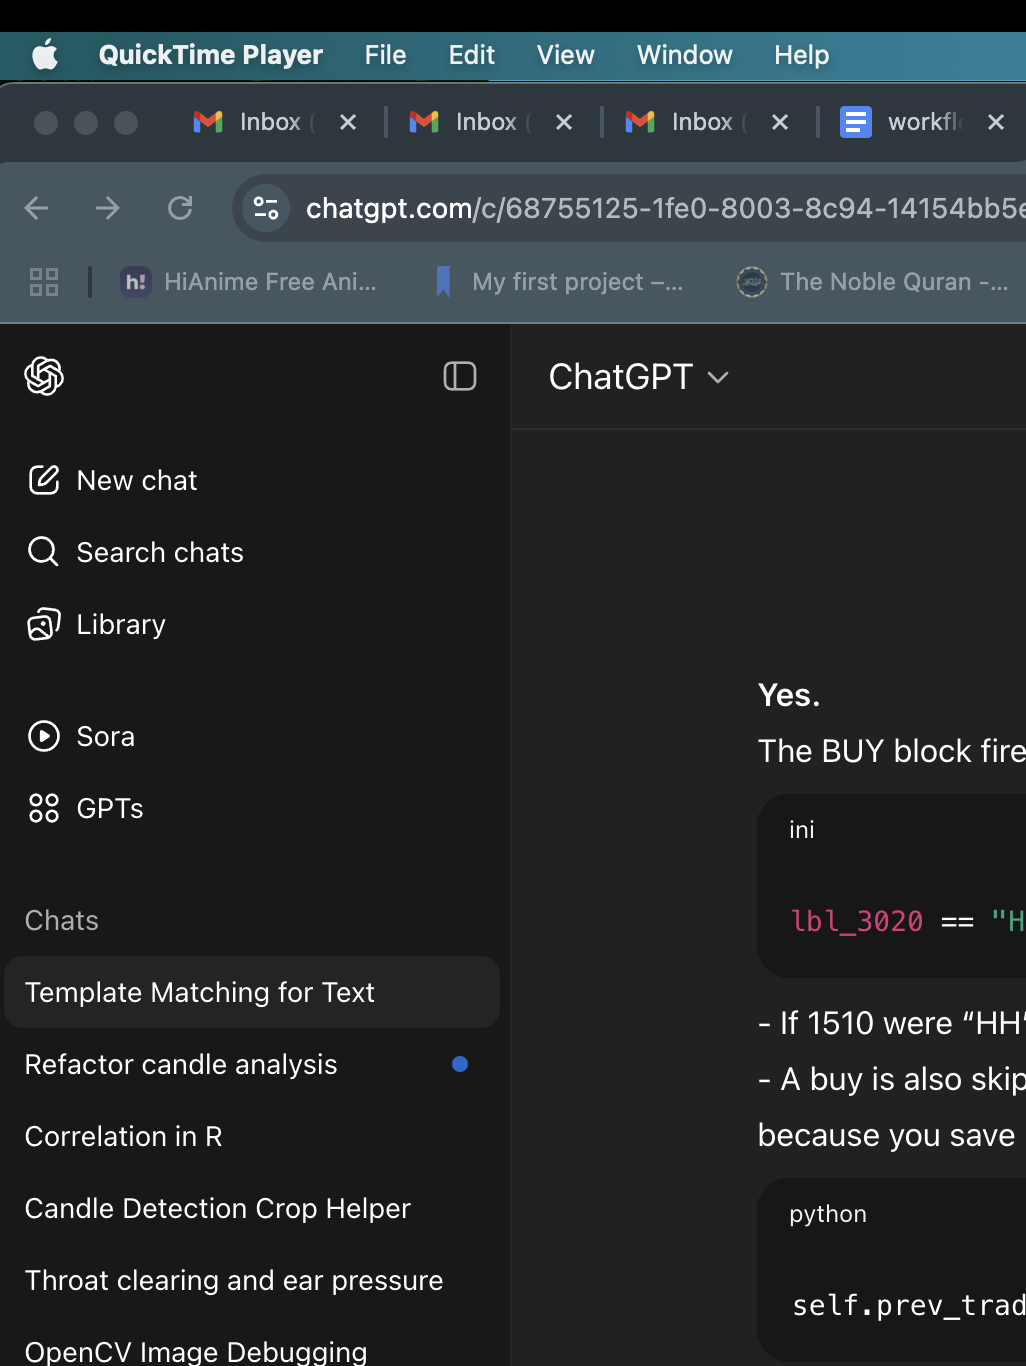 QuickTime Player File Edit View Window Help
Inbox Inbox Inbox workfl
chatgpt.com/c/68755125-1fe0-8003-8c94-14154bb5e
h! HiAnime Free Ani... My first project –... The Noble Quran -...
ChatGPT
New chat
Search chats
Library
Sora
GPTs
Chats
Template Matching for Text
Refactor candle analysis
Correlation in R
Candle Detection Crop Helper
Throat clearing and ear pressure
OpenCV Image Debugging
Yes.
The BUY block fire
ini
lbl_3020 == "H
- If 1510 were “HH”
- A buy is also skip
because you save
python
self.prev_trad